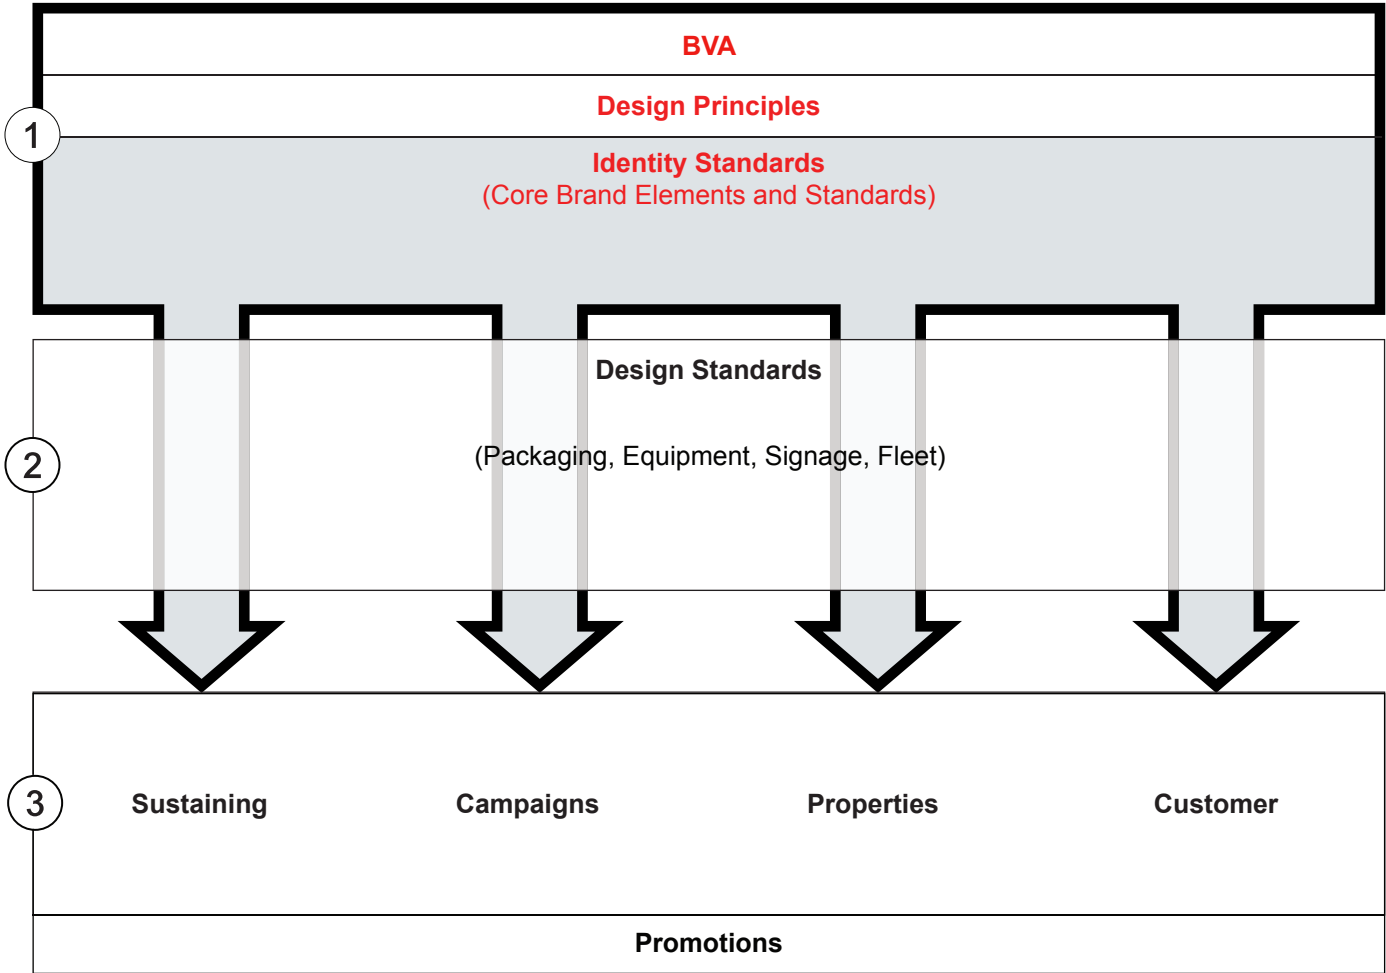 BVA
Design Principles
1
Identity Standards
(Core Brand Elements and Standards)
Design Standards
2
(Packaging, Equipment, Signage, Fleet)
3
Sustaining
Campaigns
Properties
Customer
Promotions